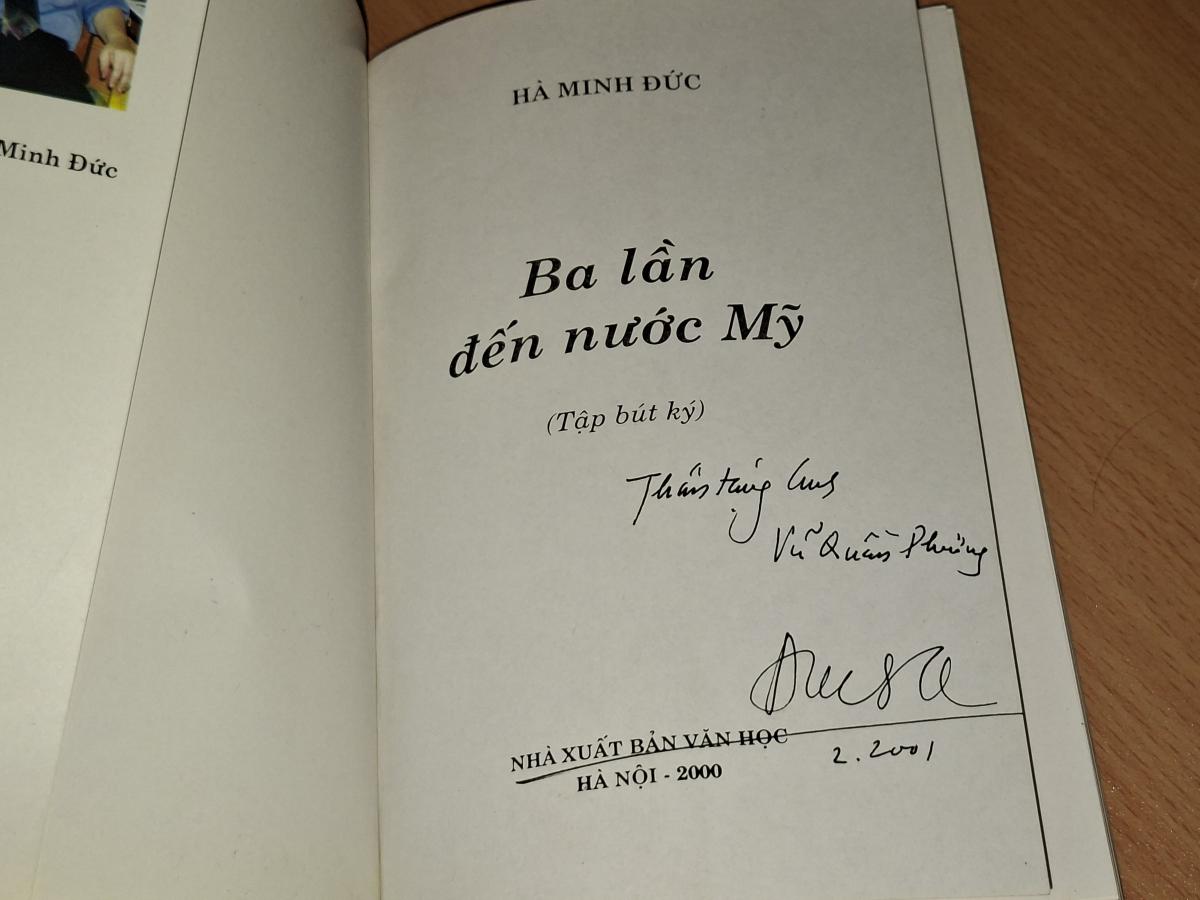 Minh Đức
HÀ MINH ĐỨC
Ba lần
đến nước Mỹ
(Tập bút ký)
Thân tặng anh
Vũ Quần Phương
NHÀ XUẤT BẢN VĂN HỌC
HÀ NỘI - 2000
2.2001